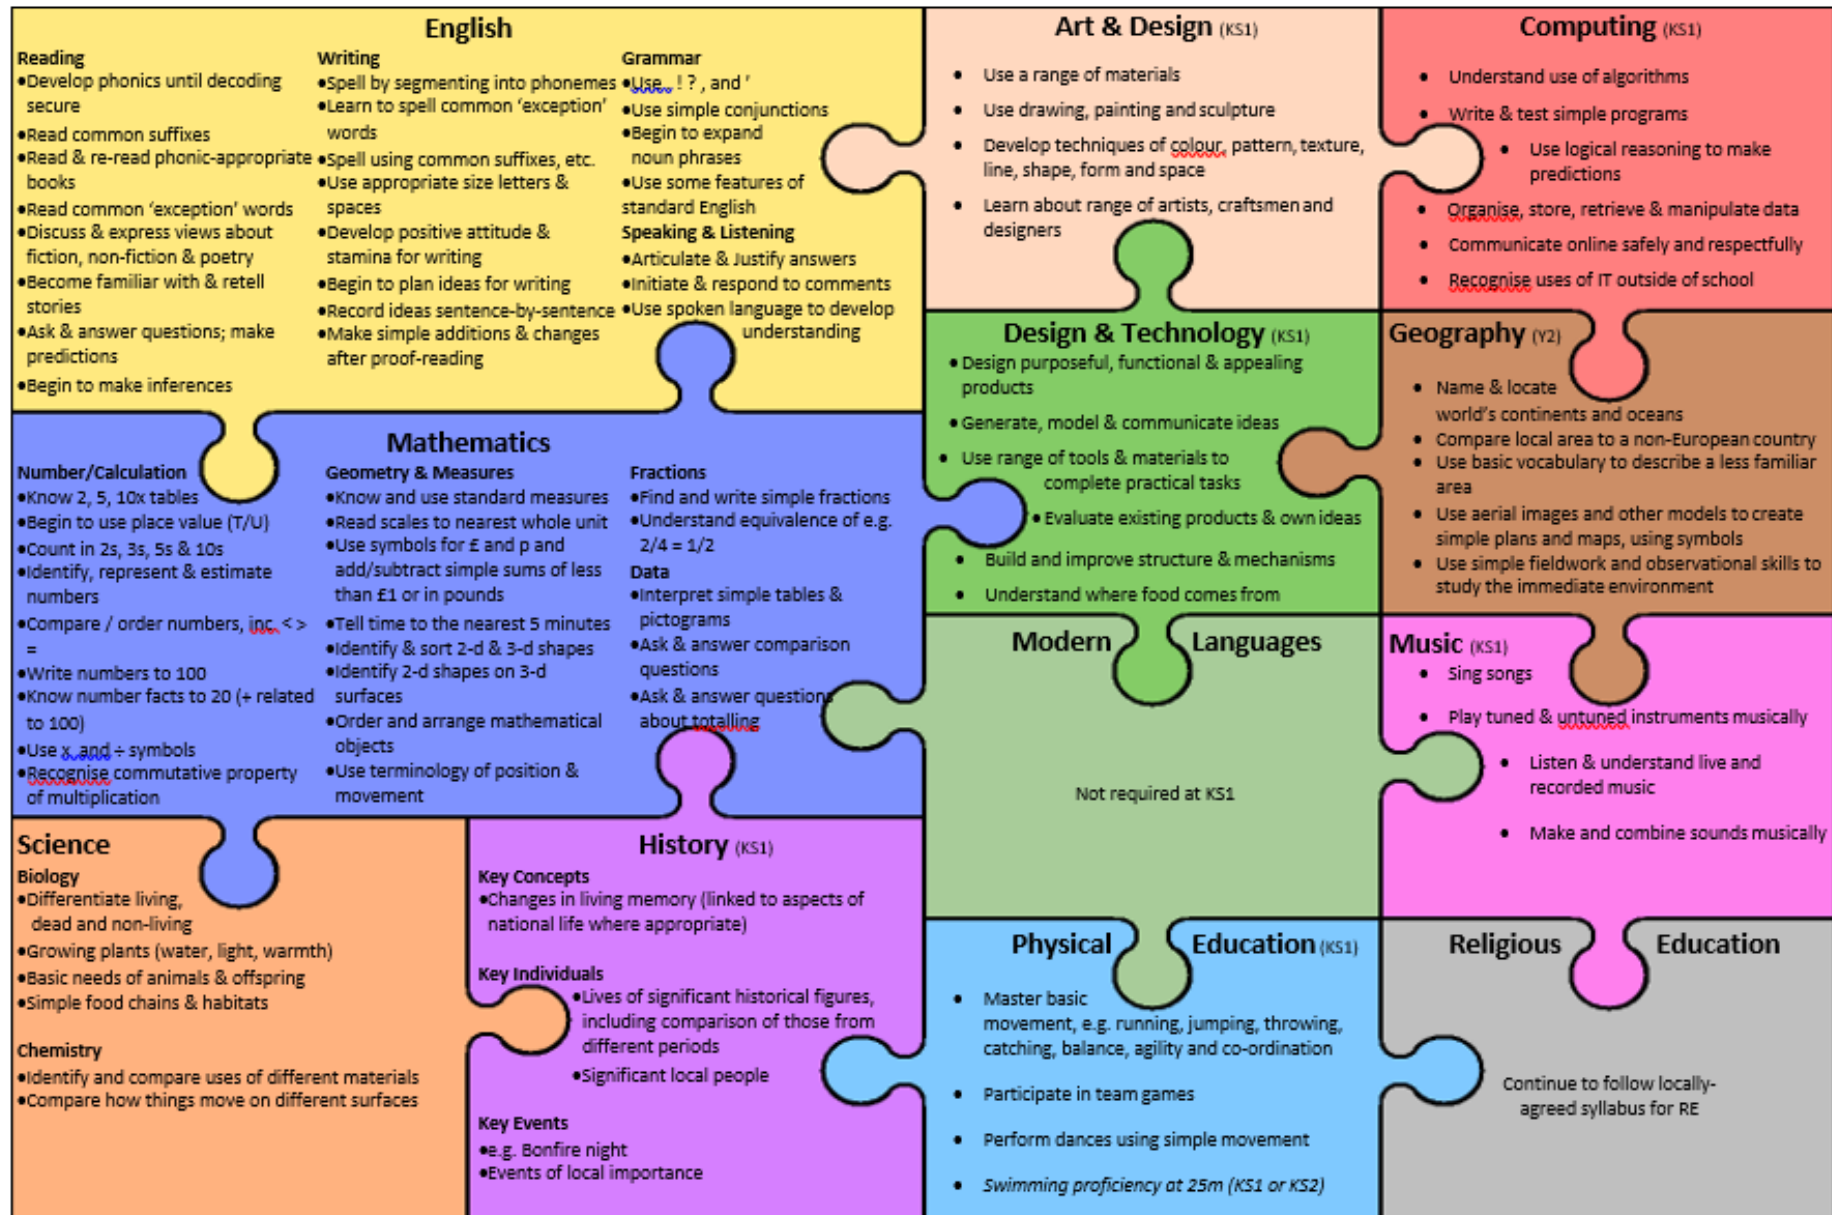 English
Reading
•Develop phonics until decoding
secure
•Read common suffixes
•Read & re-read phonic-appropriate
books
•Read common ‘exception’ words
•Discuss & express views about
fiction, non-fiction & poetry
•Become familiar with & retell
stories
•Ask & answer questions; make
predictions
•Begin to make inferences
Writing
•Spell by segmenting into phonemes
•Learn to spell common ‘exception’
words
•Spell using common suffixes, etc.
•Use appropriate size letters &
spaces
•Develop positive attitude &
stamina for writing
•Begin to plan ideas for writing
•Record ideas sentence-by-sentence
•Make simple additions & changes
after proof-reading
Grammar
•Use . ! ? , and ’
•Use simple conjunctions
•Begin to expand
noun phrases
•Use some features of
standard English
Speaking & Listening
•Articulate & Justify answers
•Initiate & respond to comments
•Use spoken language to develop
understanding
Art & Design (KS1)
• Use a range of materials
• Use drawing, painting and sculpture
• Develop techniques of colour, pattern, texture,
line, shape, form and space
• Learn about range of artists, craftsmen and
designers
Computing (KS1)
• Understand use of algorithms
• Write & test simple programs
• Use logical reasoning to make
predictions
• Organise, store, retrieve & manipulate data
• Communicate online safely and respectfully
• Recognise uses of IT outside of school
Mathematics
Number/Calculation
•Know 2, 5, 10x tables
•Begin to use place value (T/U)
•Count in 2s, 3s, 5s & 10s
•Identify, represent & estimate
numbers
•Compare / order numbers, inc. < >
=
•Write numbers to 100
•Know number facts to 20 (+ related
to 100)
•Use x and ÷ symbols
•Recognise commutative property
of multiplication
Geometry & Measures
•Know and use standard measures
•Read scales to nearest whole unit
•Use symbols for £ and p and
add/subtract simple sums of less
than £1 or in pounds
•Tell time to the nearest 5 minutes
•Identify & sort 2-d & 3-d shapes
•Identify 2-d shapes on 3-d
surfaces
•Order and arrange mathematical
objects
•Use terminology of position &
movement
Fractions
•Find and write simple fractions
•Understand equivalence of e.g.
2/4 = 1/2
Data
•Interpret simple tables &
pictograms
•Ask & answer comparison
questions
•Ask & answer questions
about totalling
Design & Technology (KS1)
• Design purposeful, functional & appealing
products
• Generate, model & communicate ideas
• Use range of tools & materials to
complete practical tasks
• Evaluate existing products & own ideas
• Build and improve structure & mechanisms
• Understand where food comes from
Geography (Y2)
• Name & locate
world’s continents and oceans
• Compare local area to a non-European country
• Use basic vocabulary to describe a less familiar
area
• Use aerial images and other models to create
simple plans and maps, using symbols
• Use simple fieldwork and observational skills to
study the immediate environment
Modern Languages
Not required at KS1
Music (KS1)
• Sing songs
• Play tuned & untuned instruments musically
• Listen & understand live and
recorded music
• Make and combine sounds musically
Science
Biology
•Differentiate living,
dead and non-living
•Growing plants (water, light, warmth)
•Basic needs of animals & offspring
•Simple food chains & habitats
Chemistry
•Identify and compare uses of different materials
•Compare how things move on different surfaces
History (KS1)
Key Concepts
•Changes in living memory (linked to aspects of
national life where appropriate)
Key Individuals
•Lives of significant historical figures,
including comparison of those from
different periods
•Significant local people
Key Events
•e.g. Bonfire night
•Events of local importance
Physical Education (KS1)
• Master basic
movement, e.g. running, jumping, throwing,
catching, balance, agility and co-ordination
• Participate in team games
• Perform dances using simple movement
• Swimming proficiency at 25m (KS1 or KS2)
Religious Education
Continue to follow locally-
agreed syllabus for RE